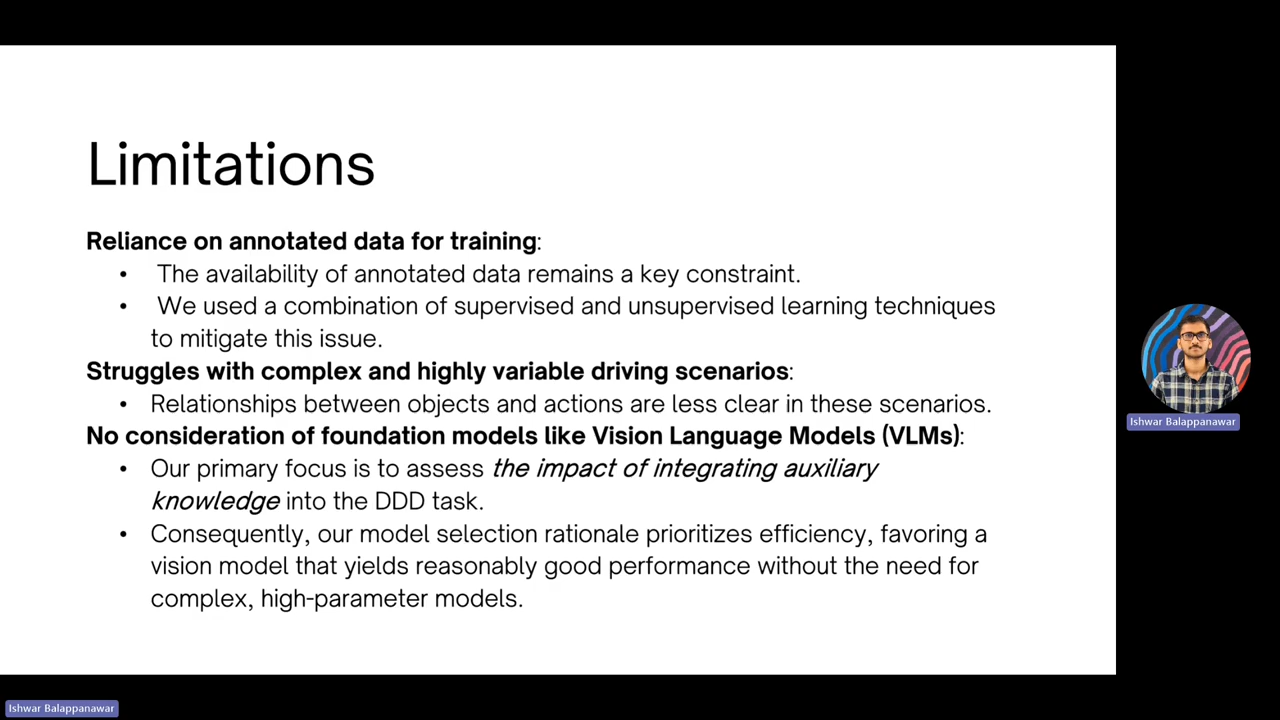 Limitations
Reliance on annotated data for training:
• The availability of annotated data remains a key constraint.
• We used a combination of supervised and unsupervised learning techniques
to mitigate this issue.
Struggles with complex and highly variable driving scenarios:
• Relationships between objects and actions are less clear in these scenarios.
No consideration of foundation models like Vision Language Models (VLMs):
• Our primary focus is to assess the impact of integrating auxiliary
knowledge into the DDD task.
• Consequently, our model selection rationale prioritizes efficiency, favoring a
vision model that yields reasonably good performance without the need for
complex, high-parameter models.
Ishwar Balappanawar
Ishwar Balappanawar